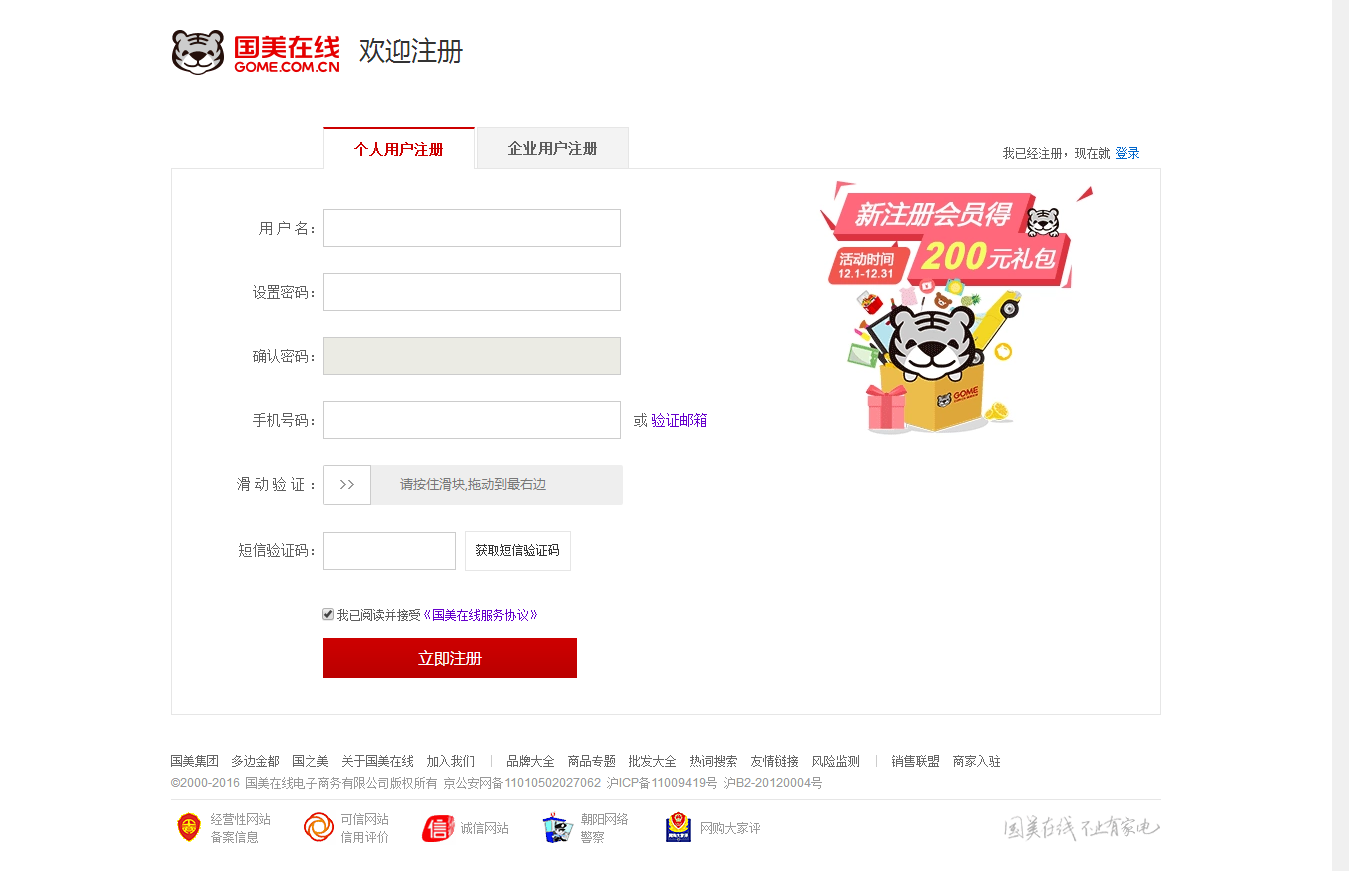 国美在线
GOME.COM.CN
欢迎注册
个人用户注册
企业用户注册
我已经注册，现在就 登录
用 户 名：
设置密码：
确认密码：
手机号码：
或 验证邮箱
滑 动 验 证 ：
>>
请按住滑块,拖动到最右边
短信验证码：
获取短信验证码
我已阅读并接受《国美在线服务协议》
立即注册
新注册会员得
200元礼包
活动时间
12.1-12.31
GOME
国美集团 多边金都 国之美 关于国美在线 加入我们 | 品牌大全 商品专题 批发大全 热词搜索 友情链接 风险监测 | 销售联盟 商家入驻
©2000-2016 国美在线电子商务有限公司版权所有 京公安网备11010502027062 沪ICP备11009419号 沪B2-20120004号
经营性网站
备案信息
可信网站
信用评价
信
诚信网站
朝阳网络
警察
网购大家评
网购大家评
国美在线 不止有家电